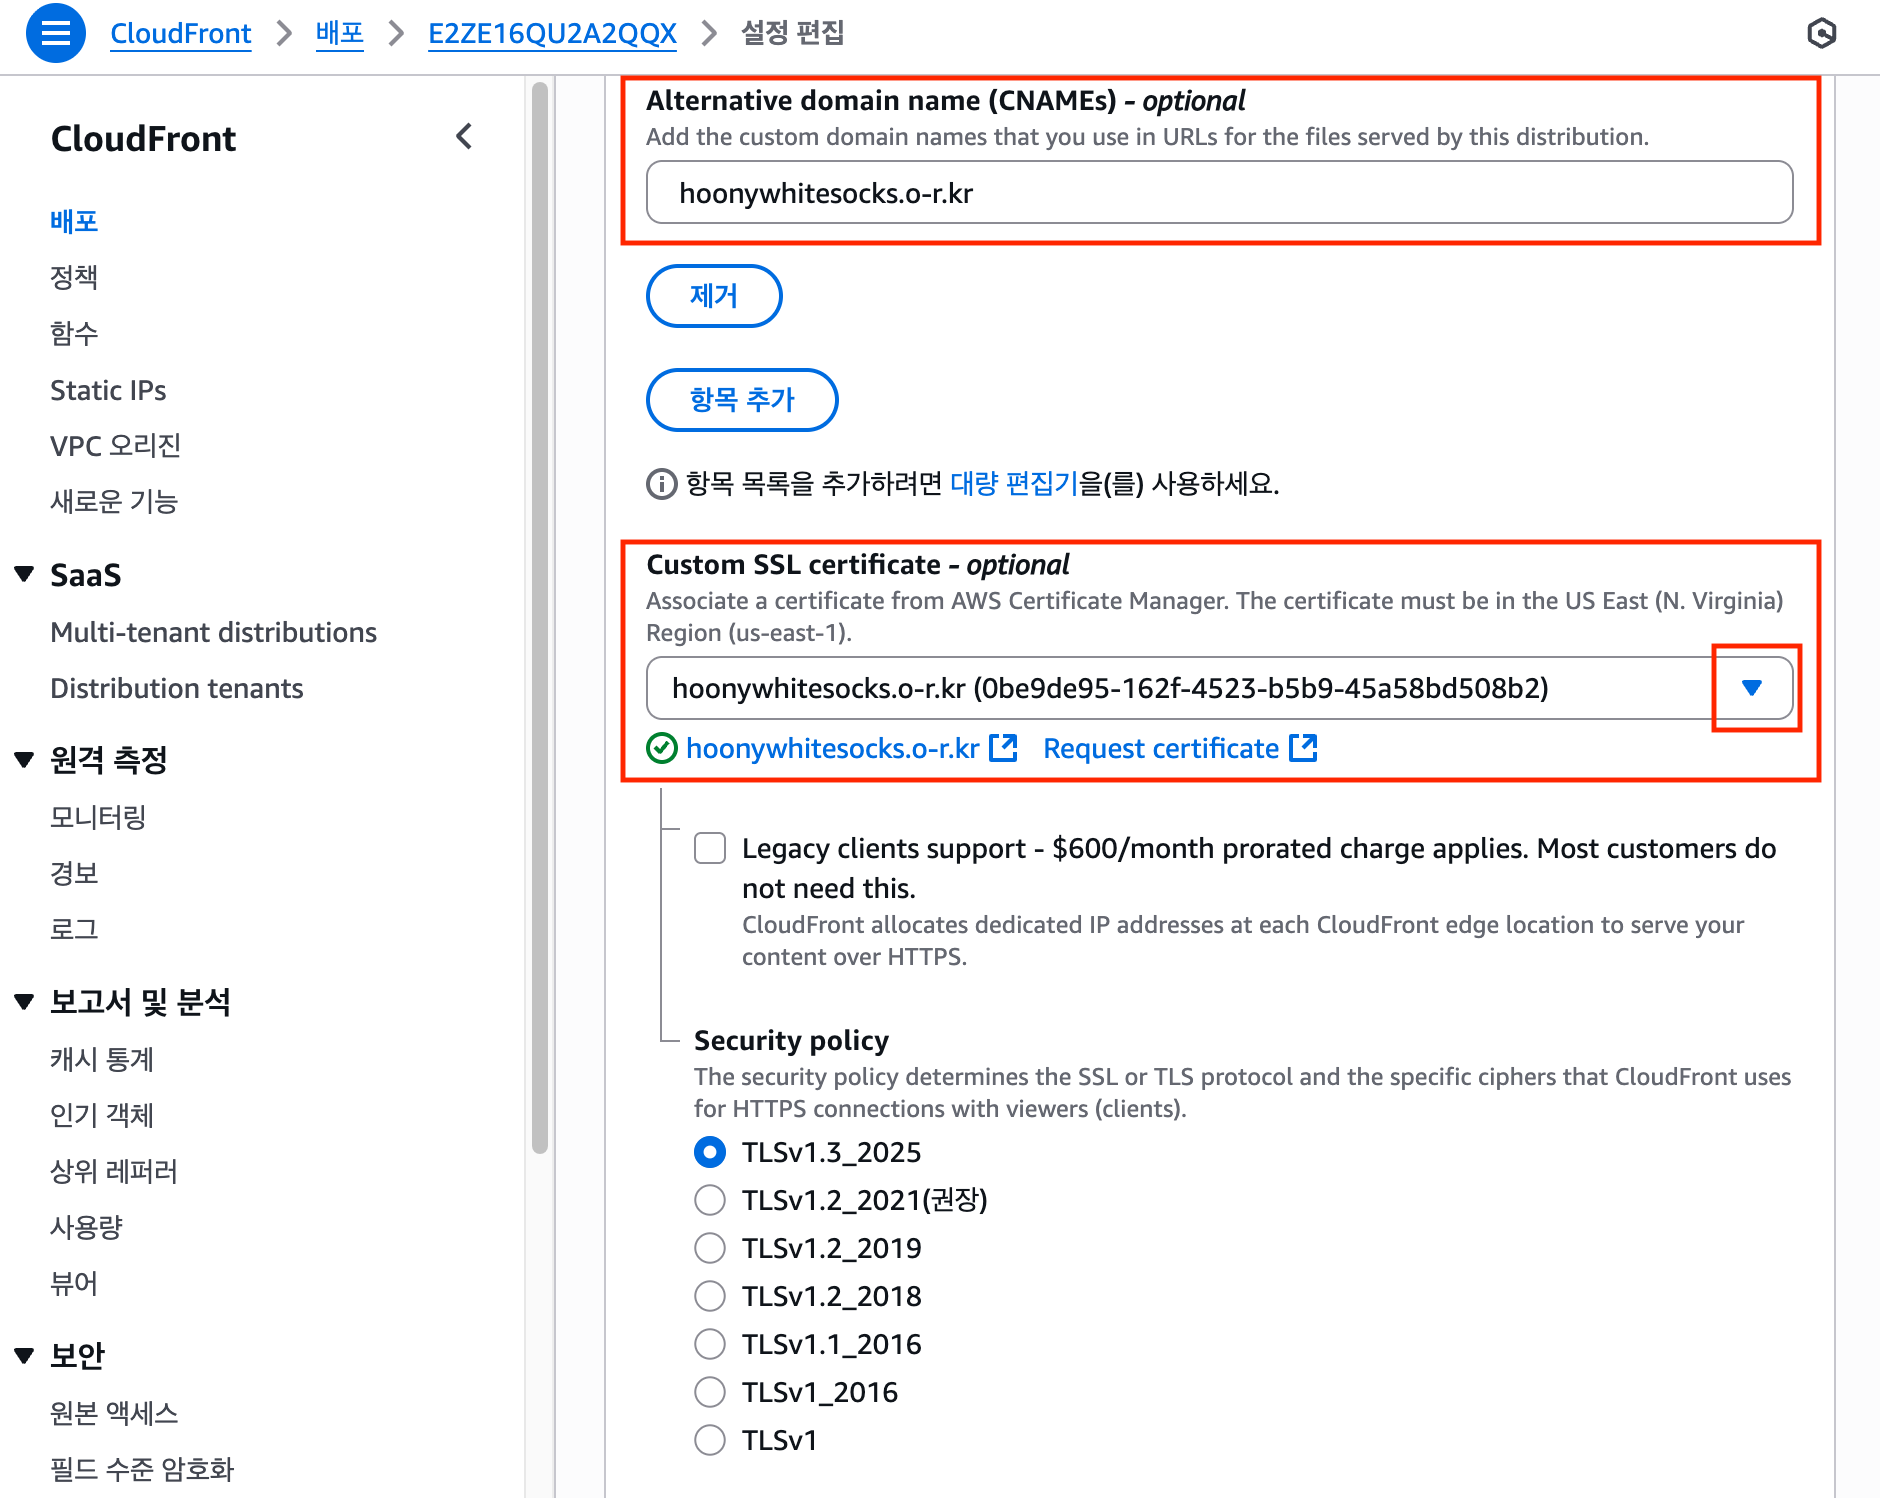 CloudFront > 배포 > E2ZE16QU2A2QQX > 설정 편집
CloudFront
배포
정책
함수
Static IPs
VPC 오리진
새로운 기능
SaaS
Multi-tenant distributions
Distribution tenants
원격 측정
모니터링
경보
로그
보고서 및 분석
캐시 통계
인기 객체
상위 레퍼러
사용량
뷰어
보안
원본 액세스
필드 수준 암호화
Alternative domain name (CNAMEs) - optional
Add the custom domain names that you use in URLs for the files served by this distribution.
hoonywhitesocks.o-r.kr
제거
항목 추가
항목 목록을 추가하려면 대량 편집기을(를) 사용하세요.
Custom SSL certificate - optional
Associate a certificate from AWS Certificate Manager. The certificate must be in the US East (N. Virginia)
Region (us-east-1).
hoonywhitesocks.o-r.kr (0be9de95-162f-4523-b5b9-45a58bd508b2)
hoonywhitesocks.o-r.kr Request certificate
Legacy clients support - $600/month prorated charge applies. Most customers do
not need this.
CloudFront allocates dedicated IP addresses at each CloudFront edge location to serve your
content over HTTPS.
Security policy
The security policy determines the SSL or TLS protocol and the specific ciphers that CloudFront uses
for HTTPS connections with viewers (clients).
TLSv1.3_2025
TLSv1.2_2021(권장)
TLSv1.2_2019
TLSv1.2_2018
TLSv1.1_2016
TLSv1_2016
TLSv1